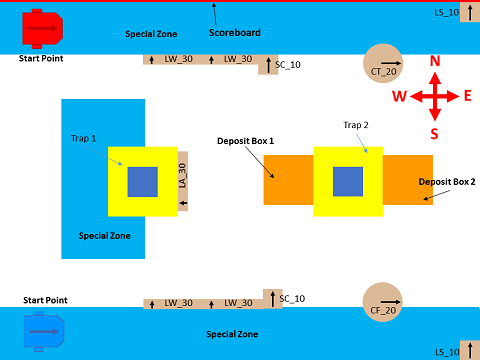 LS_10
Special Zone
Scoreboard
Start Point
LW_30
LW_30
SC_10
CT_20
N
W
E
S
Trap 1
Trap 2
Deposit Box 1
LA_30
Deposit Box 2
Special Zone
Start Point
LW_30
LW_30
SC_10
CF_20
Special Zone
LS_10